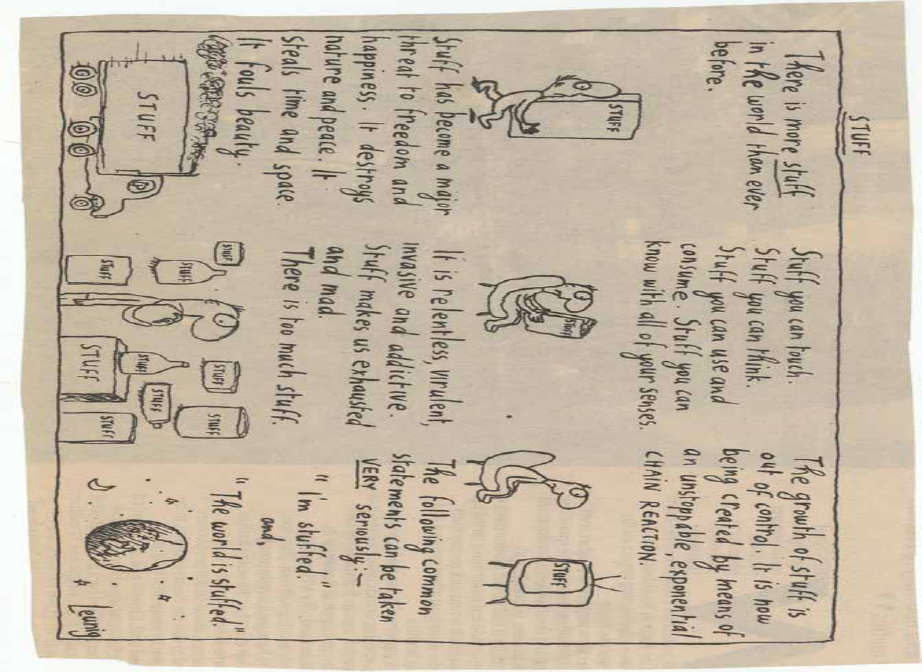 STUFF
There is more stuff
in the world than ever
before.
STUFF
Stuff you can touch.
Stuff you can think.
Stuff you can use and
consume. Stuff you can
know with all of your senses.
STUFF
The growth of stuff is
out of control. It is now
being created by means of
an unstoppable, exponential
CHAIN REACTION.
STUFF
Stuff has become a major
threat to freedom and
happiness. It destroys
nature and peace. It
steals time and space.
It fouls beauty.
STUFF
It is relentless, virulent,
invasive and addictive.
Stuff makes us exhausted
and mad.
There is too much stuff.
STUFF
STUFF
STUFF
STUFF
STUFF
STUFF
STUFF
STUFF
STUFF
The following common
statements can be taken
VERY seriously:—
"I'm stuffed."
and,
"The world is stuffed."
Leunig